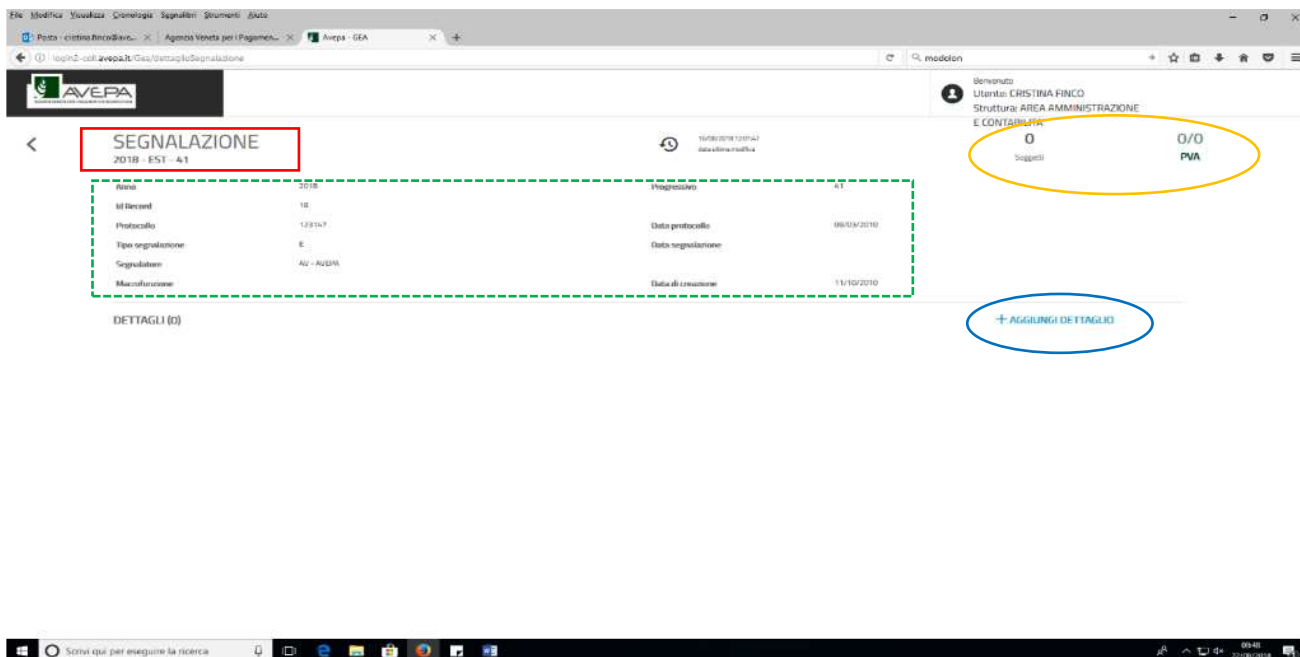 File Modifica Visualizza Cronologia Segnalibri Strumenti Aiuto
Posta - cristina.finco@ave... Agenzia Veneta per i Pagamen... Avepa - GEA
login2-coll.avepa.it/Gea/dettaglioSegnalazione modelon
AVEPA
Benvenuto
Utente: CRISTINA FINCO
Struttura: AREA AMMINISTRAZIONE
E CONTABILITA'
SEGNALAZIONE
2018 - EST - 41
data ultima modifica
0 0/0
Soggetti PVA
Anno 2018 Progressivo 41
Id Record 18
Protocollo 123147 Data protocollo
Tipo segnalazione E Data segnalazione
Segnalatore AV - AVEPA
Macrofunzione Data di creazione
DETTAGLI (0) + AGGIUNGI DETTAGLIO
Scrivi qui per eseguire la ricerca